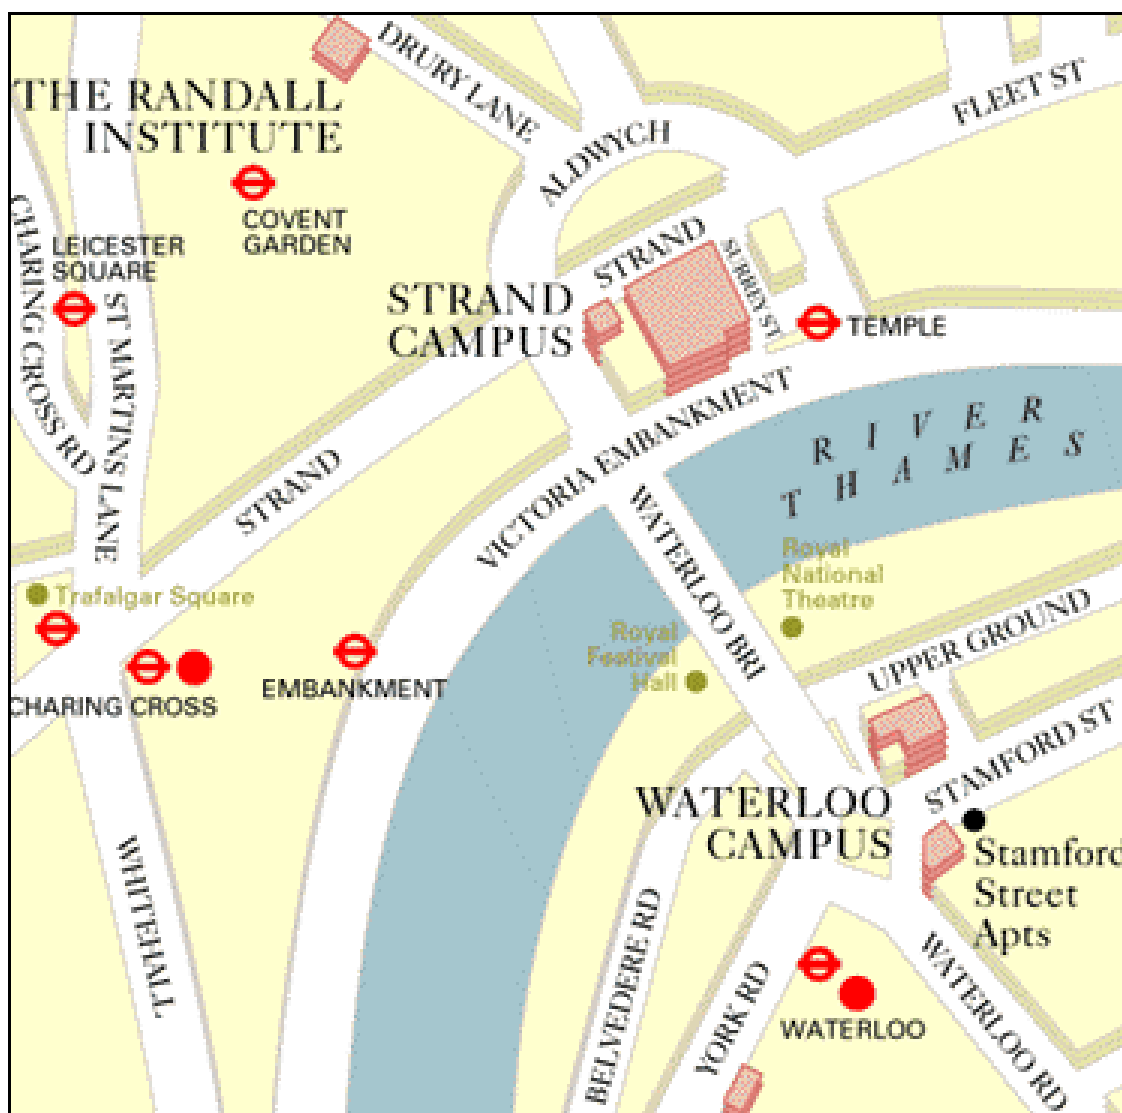 DRURY LANE
THE RANDALL
INSTITUTE
FLEET ST
ALDWYCH
COVENT
GARDEN
LEICESTER
SQUARE
CHARING CROSS RD
ST MARTINS LANE
STRAND
SURREY ST
STRAND
CAMPUS
TEMPLE
VICTORIA EMBANKMENT
RIVER
THAMES
STRAND
WATERLOO BRI
Royal
National
Theatre
Trafalgar Square
Royal
Festival
Hall
UPPER GROUND
CHARING CROSS
EMBANKMENT
STAMFORD ST
WATERLOO
CAMPUS
Stamford
Street
Apts
WHITEHALL
BELVEDERE RD
YORK RD
WATERLOO
WATERLOO RD